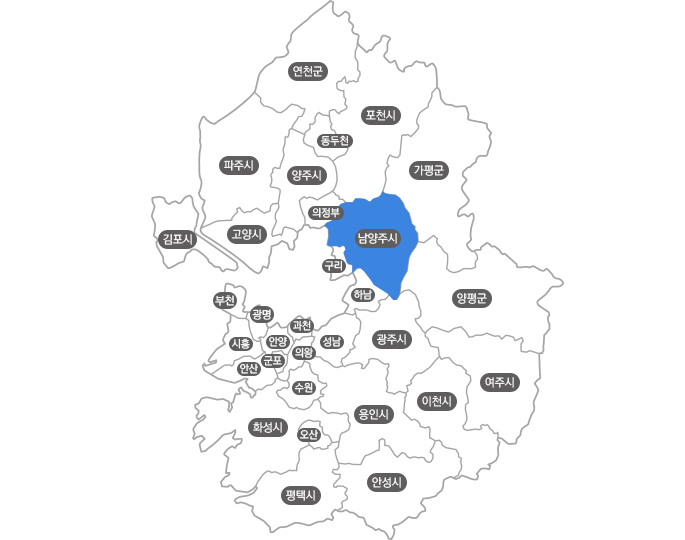 연천군
포천시
동두천
파주시
양주시
가평군
의정부
고양시
김포시
남양주시
구리
하남
양평군
부천
광명
과천
시흥
안양
성남
광주시
의왕
군포
안산
여주시
수원
이천시
용인시
화성시
오산
안성시
평택시